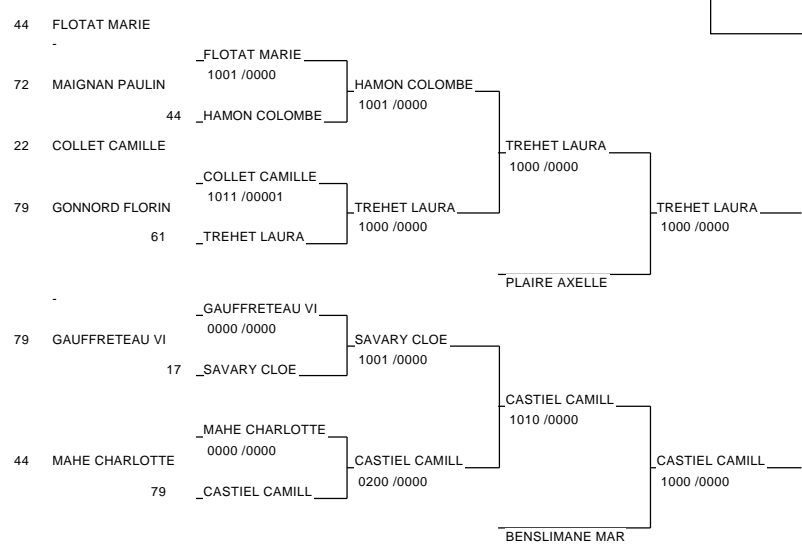 44 FLOTAT MARIE
-
FLOTAT MARIE
1001 /0000
72 MAIGNAN PAULIN
HAMON COLOMBE
1001 /0000
44 HAMON COLOMBE
22 COLLET CAMILLE
TREHET LAURA
1000 /0000
COLLET CAMILLE
1011 /00001
79 GONNORD FLORIN
TREHET LAURA
1000 /0000
TREHET LAURA
1000 /0000
61 TREHET LAURA
PLAIRE AXELLE
-
GAUFFRETEAU VI
0000 /0000
79 GAUFFRETEAU VI
SAVARY CLOE
1001 /0000
17 SAVARY CLOE
CASTIEL CAMILL
1010 /0000
MAHE CHARLOTTE
0000 /0000
44 MAHE CHARLOTTE
CASTIEL CAMILL
0200 /0000
CASTIEL CAMILL
1000 /0000
79 CASTIEL CAMILL
BENSLIMANE MAR